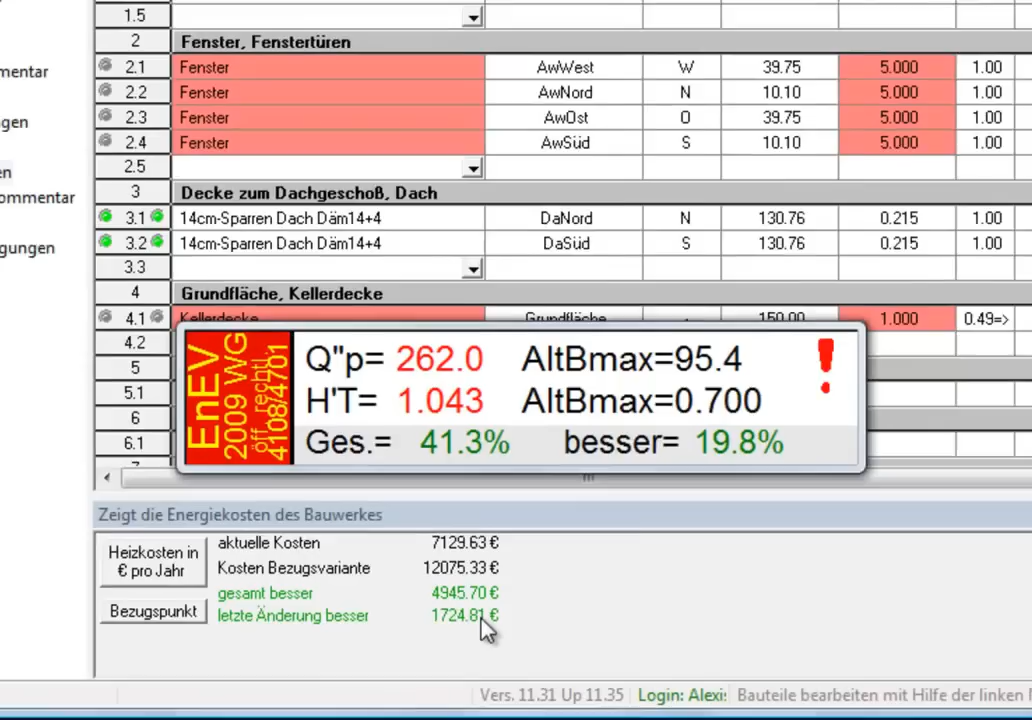 1.5
2 Fenster, Fenstertüren
mentar
2.1 Fenster AwWest W 39.75 5.000 1.00
2.2 Fenster AwNord N 10.10 5.000 1.00
gen
2.3 Fenster AwOst O 39.75 5.000 1.00
2.4 Fenster AwSüd S 10.10 5.000 1.00
en
2.5
ommentar
3 Decke zum Dachgeschoß, Dach
3.1 14cm-Sparren Dach Däm14+4 DaNord N 130.76 0.215 1.00
gungen
3.2 14cm-Sparren Dach Däm14+4 DaSüd S 130.76 0.215 1.00
3.3
4 Grundfläche, Kellerdecke
4.1 Kellerdecke Grundfläche - 150.00 1.000 0.49=>
4.2
5
5.1
6
6.1
7
EnEV
2009 WG
öff. rechtl.
4108/4701
Q"p= 262.0 AltBmax=95.4 !
H'T= 1.043 AltBmax=0.700
Ges.= 41.3% besser= 19.8%
Zeigt die Energiekosten des Bauwerkes
Heizkosten in
€ pro Jahr
Bezugspunkt
aktuelle Kosten 7129.63 €
Kosten Bezugsvariante 12075.33 €
gesamt besser 4945.70 €
letzte Änderung besser 1724.81 €
Vers. 11.31 Up 11.35 Login: Alexi: Bauteile bearbeiten mit Hilfe der linken